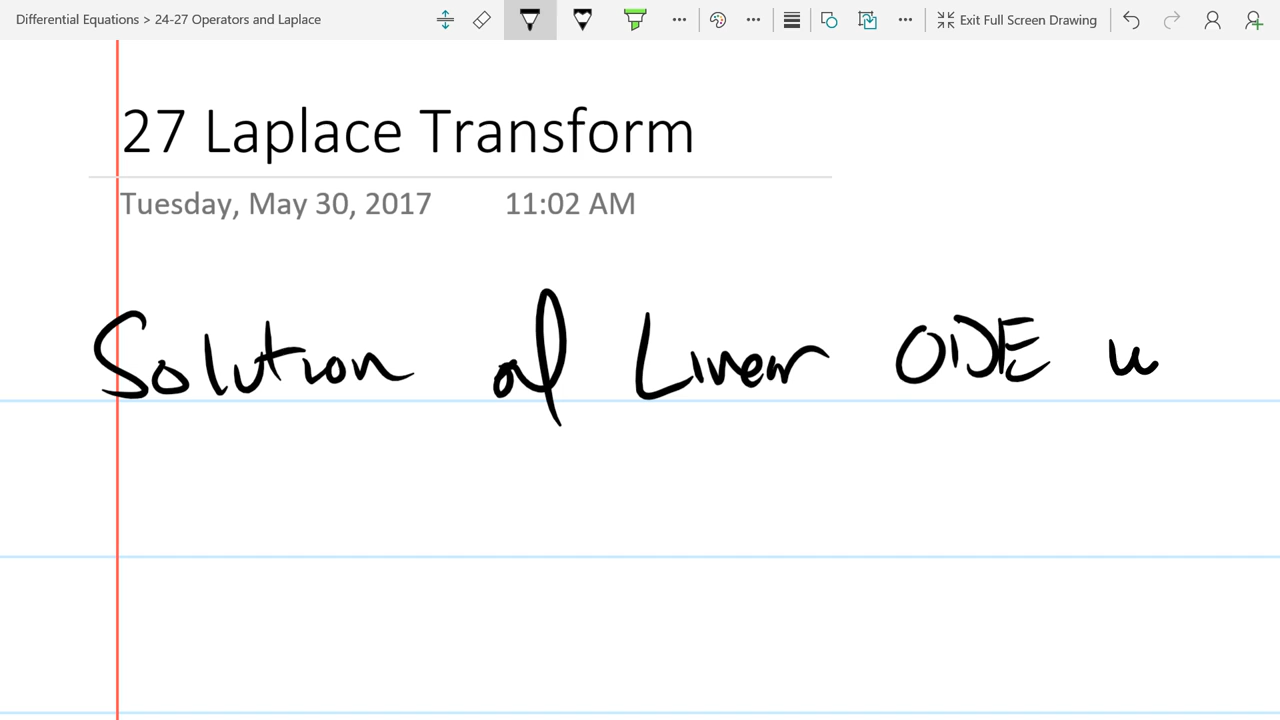 Differential Equations > 24-27 Operators and Laplace
Exit Full Screen Drawing
27 Laplace Transform
Tuesday, May 30, 2017 11:02 AM
Solution of Linear ODE w